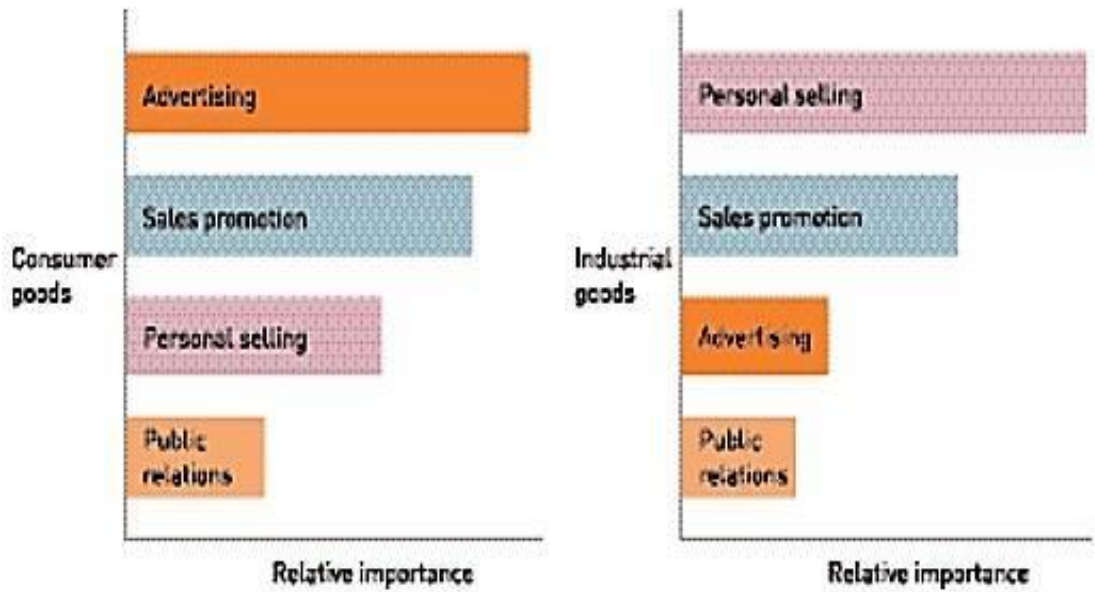 Consumer
goods
Advertising
Sales promotion
Personal selling
Public
relations
Relative importance
Industrial
goods
Personal selling
Sales promotion
Advertising
Public
relations
Relative importance